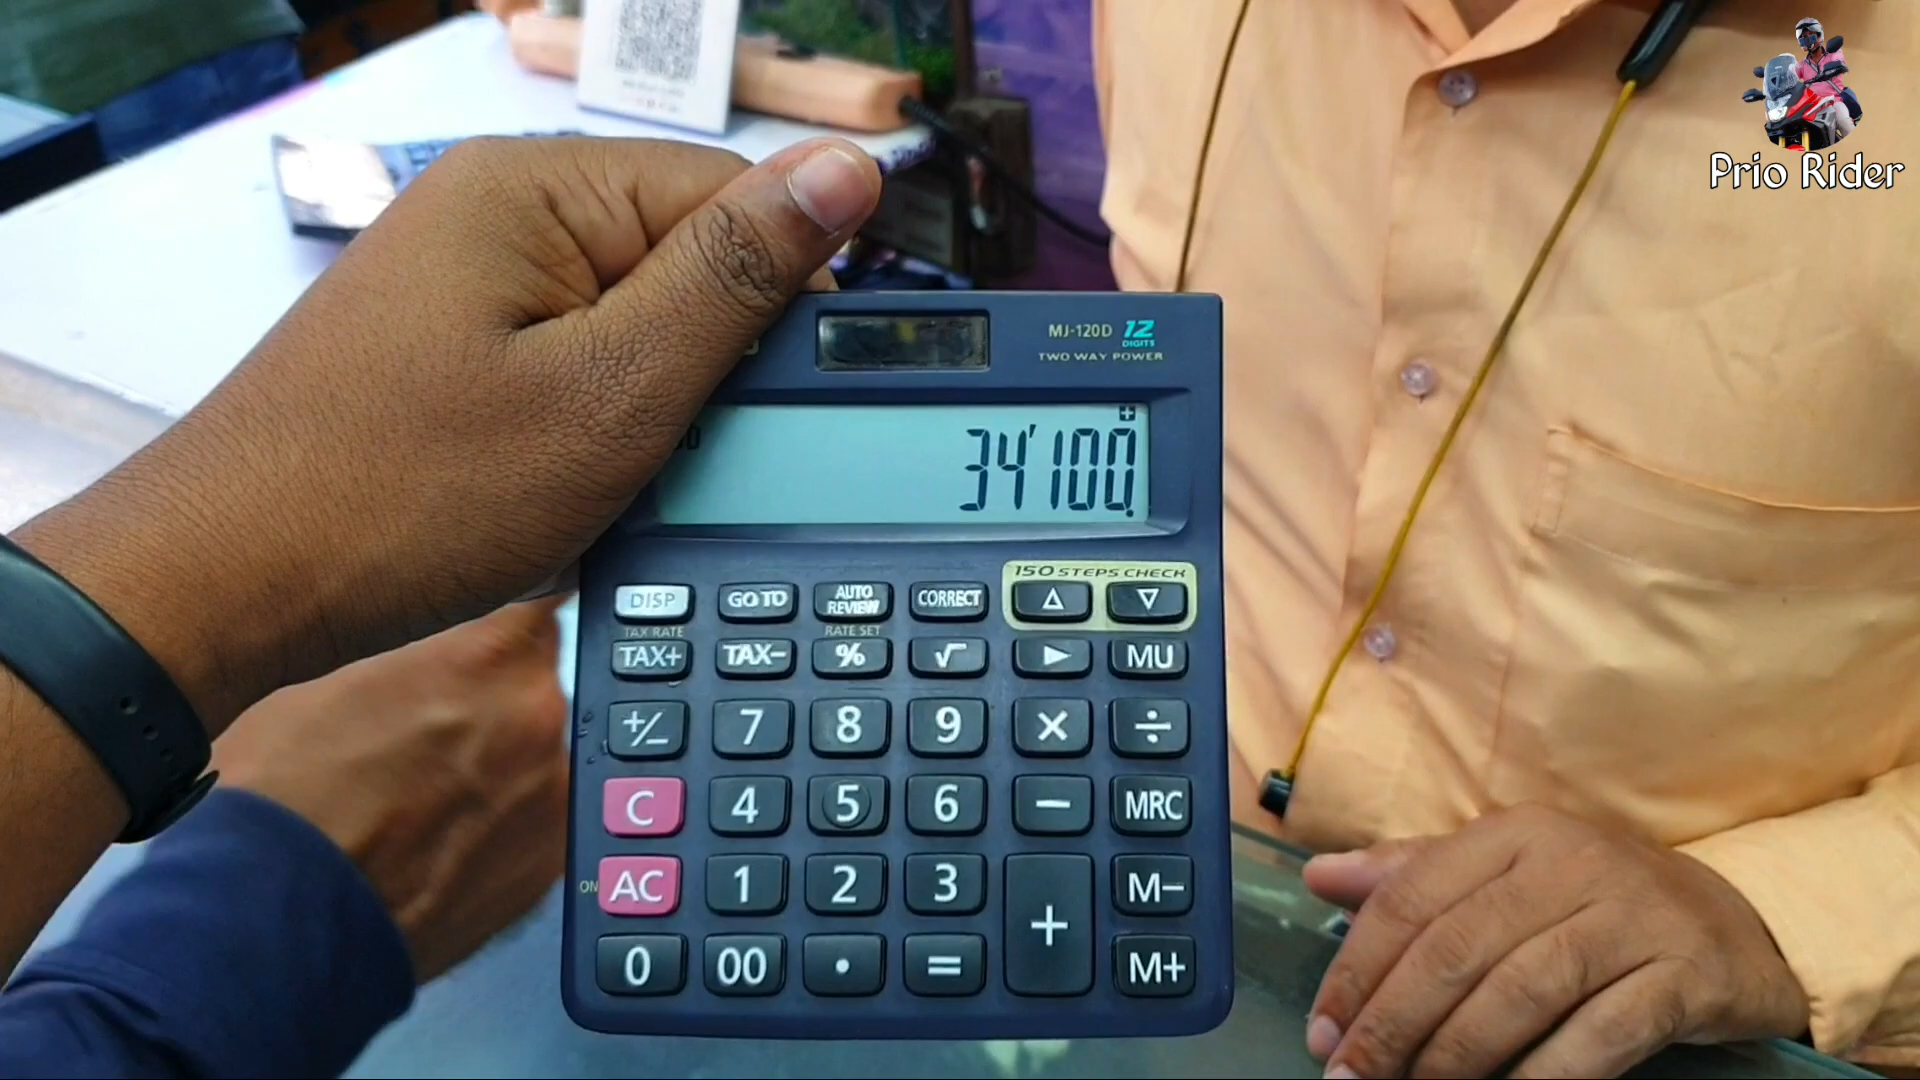 Prio Rider
MJ-120D 12
DIGITS
TWO WAY POWER
34'100.
150 STEPS CHECK
DISP GO TO AUTO REVIEW CORRECT △ ▽
TAX RATE RATE SET
TAX+ TAX− % √ ▶ MU
+/− 7 8 9 × ÷
C 4 5 6 − MRC
ON AC 1 2 3 + M−
0 00 . = M+